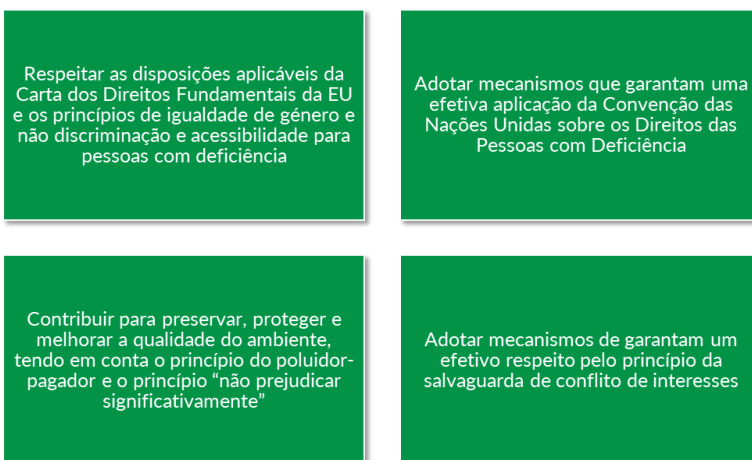 Respeitar as disposições aplicáveis da
Carta dos Direitos Fundamentais da EU
e os princípios de igualdade de género e
não discriminação e acessibilidade para
pessoas com deficiência
Adotar mecanismos que garantam uma
efetiva aplicação da Convenção das
Nações Unidas sobre os Direitos das
Pessoas com Deficiência
Contribuir para preservar, proteger e
melhorar a qualidade do ambiente,
tendo em conta o princípio do poluidor-
pagador e o princípio “não prejudicar
significativamente”
Adotar mecanismos de garantam um
efetivo respeito pelo princípio da
salvaguarda de conflito de interesses